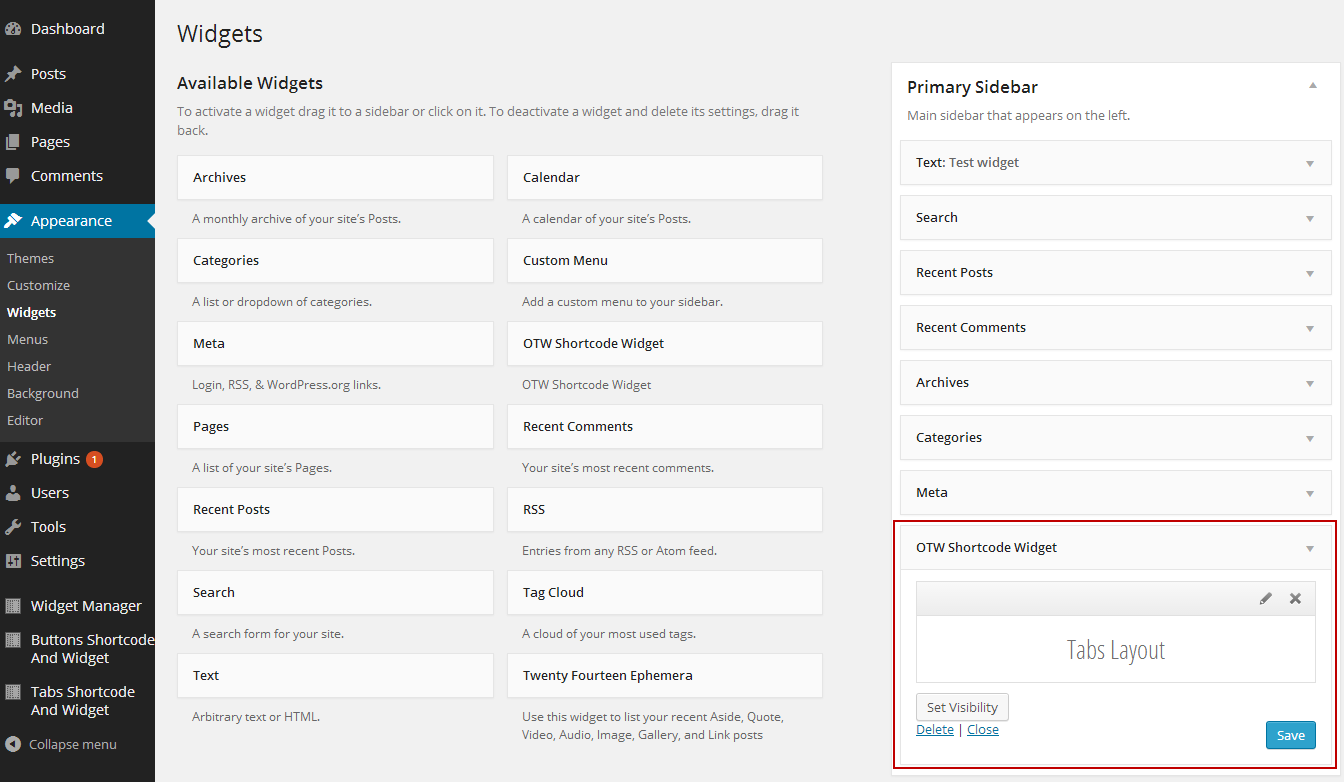 Dashboard
Posts
Media
Pages
Comments
Appearance
Themes
Customize
Widgets
Menus
Header
Background
Editor
Plugins 1
Users
Tools
Settings
Widget Manager
Buttons Shortcode
And Widget
Tabs Shortcode
And Widget
Collapse menu
Widgets
Available Widgets
To activate a widget drag it to a sidebar or click on it. To deactivate a widget and delete its settings, drag it
back.
Archives
A monthly archive of your site's Posts.
Calendar
A calendar of your site's Posts.
Categories
A list or dropdown of categories.
Custom Menu
Add a custom menu to your sidebar.
Meta
Login, RSS, & WordPress.org links.
OTW Shortcode Widget
OTW Shortcode Widget
Pages
A list of your site's Pages.
Recent Comments
Your site's most recent comments.
Recent Posts
Your site's most recent Posts.
RSS
Entries from any RSS or Atom feed.
Search
A search form for your site.
Tag Cloud
A cloud of your most used tags.
Text
Arbitrary text or HTML.
Twenty Fourteen Ephemera
Use this widget to list your recent Aside, Quote,
Video, Audio, Image, Gallery, and Link posts
Primary Sidebar
Main sidebar that appears on the left.
Text: Test widget
Search
Recent Posts
Recent Comments
Archives
Categories
Meta
OTW Shortcode Widget
Tabs Layout
Set Visibility
Delete | Close
Save